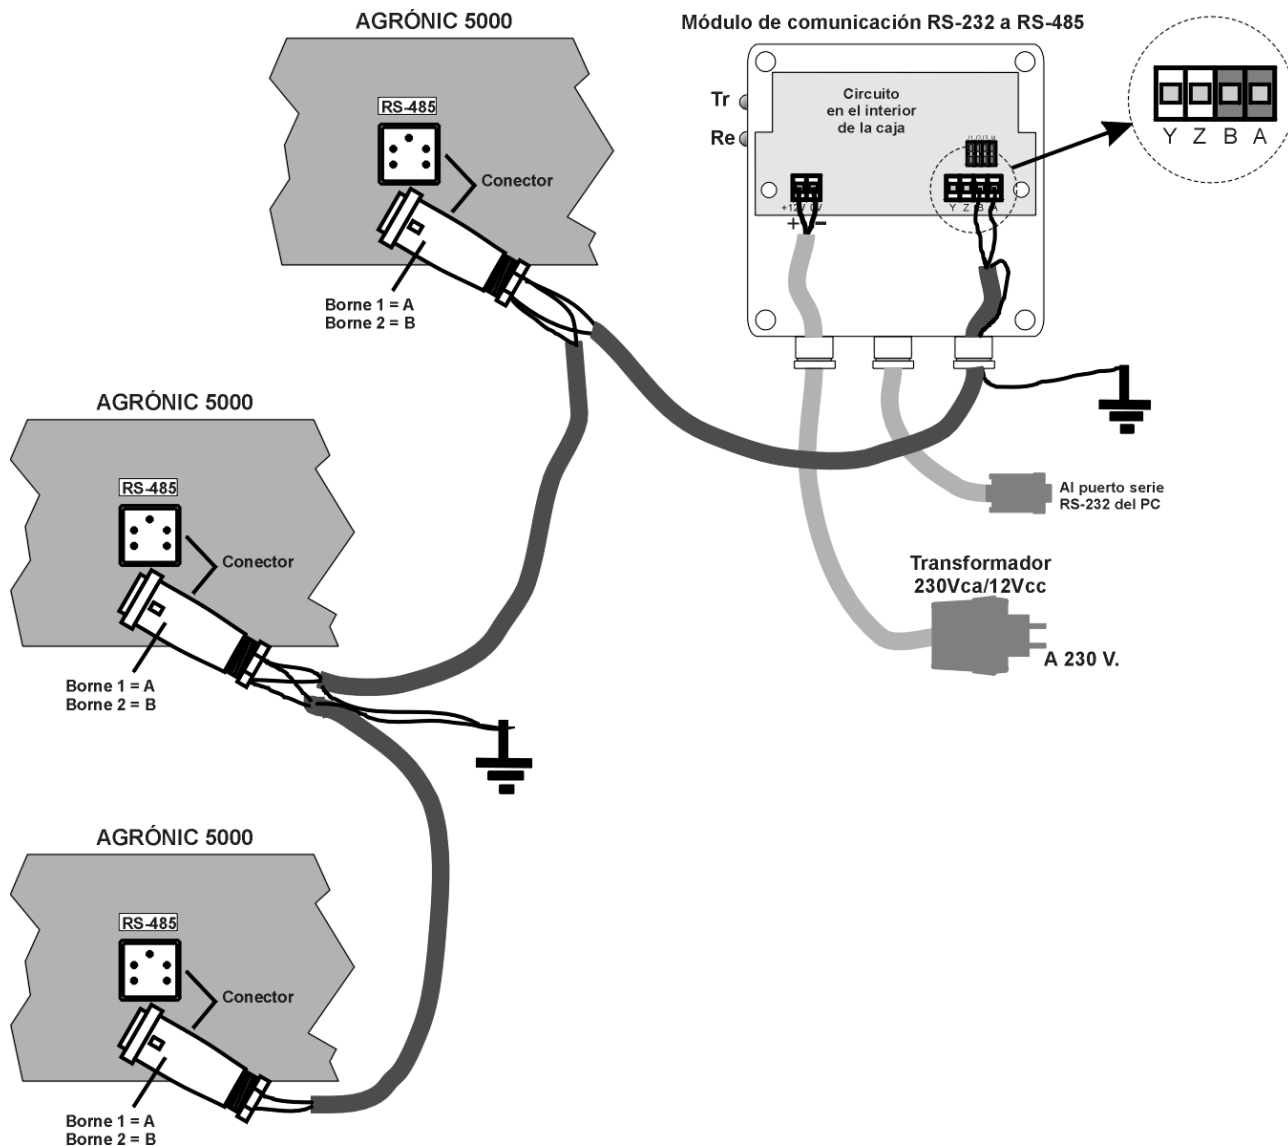 AGRÓNIC 5000
RS-485
Conector
Borne 1 = A
Borne 2 = B
Módulo de comunicación RS-232 a RS-485
Tr
Re
Circuito
en el interior
de la caja
+12V 0V
+ −
Y Z B A
Y Z B A
Al puerto serie
RS-232 del PC
Transformador
230Vca/12Vcc
A 230 V.
AGRÓNIC 5000
RS-485
Conector
Borne 1 = A
Borne 2 = B
AGRÓNIC 5000
RS-485
Conector
Borne 1 = A
Borne 2 = B